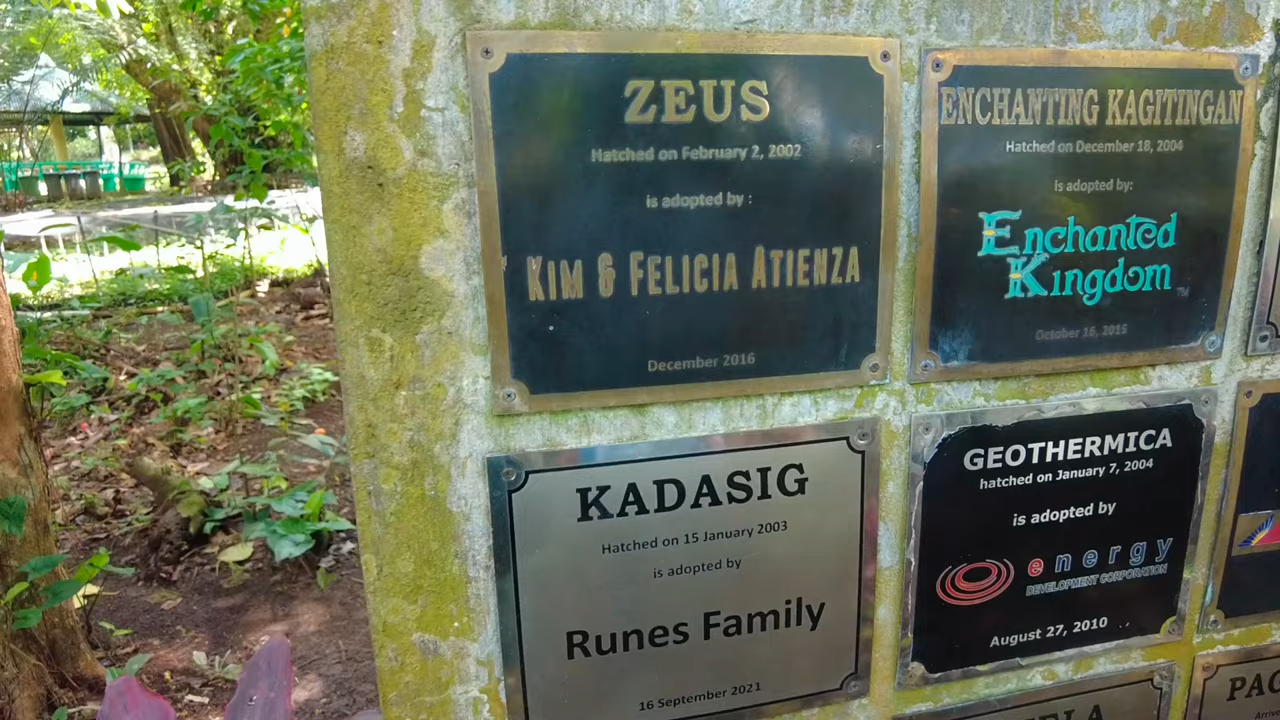 ZEUS
Hatched on February 2, 2002
is adopted by :
KIM & FELICIA ATIENZA
December 2016
ENCHANTING KAGITINGAN
Hatched on December 18, 2004
is adopted by:
Enchanted
Kingdom
TM
October 16, 2015
KADASIG
Hatched on 15 January 2003
is adopted by
Runes Family
16 September 2021
GEOTHERMICA
hatched on January 7, 2004
is adopted by
energy
DEVELOPMENT CORPORATION
August 27, 2010